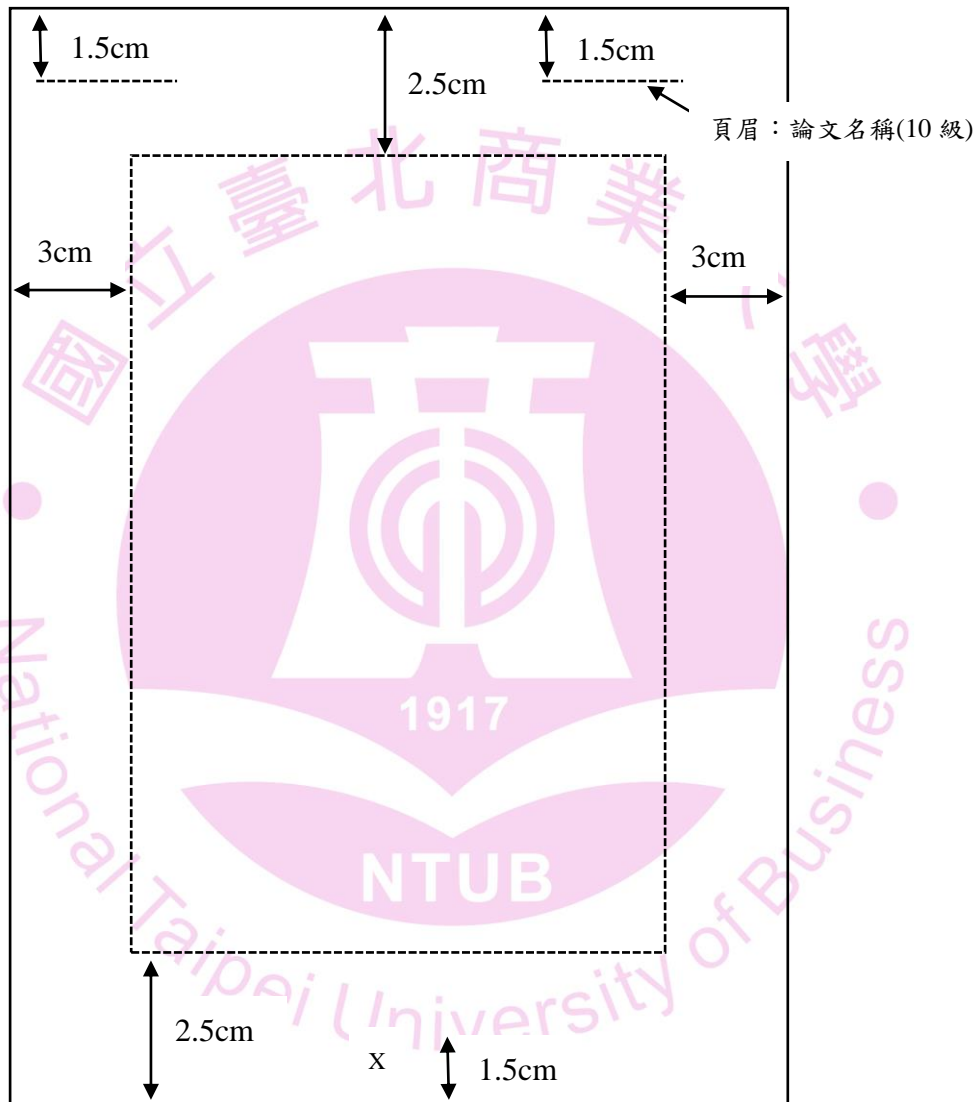 1.5cm
1.5cm
2.5cm
頁眉：論文名稱(10 級)
國立臺北商業大學
3cm
3cm
1917
NTUB
National Taipei University of Business
2.5cm
X
1.5cm